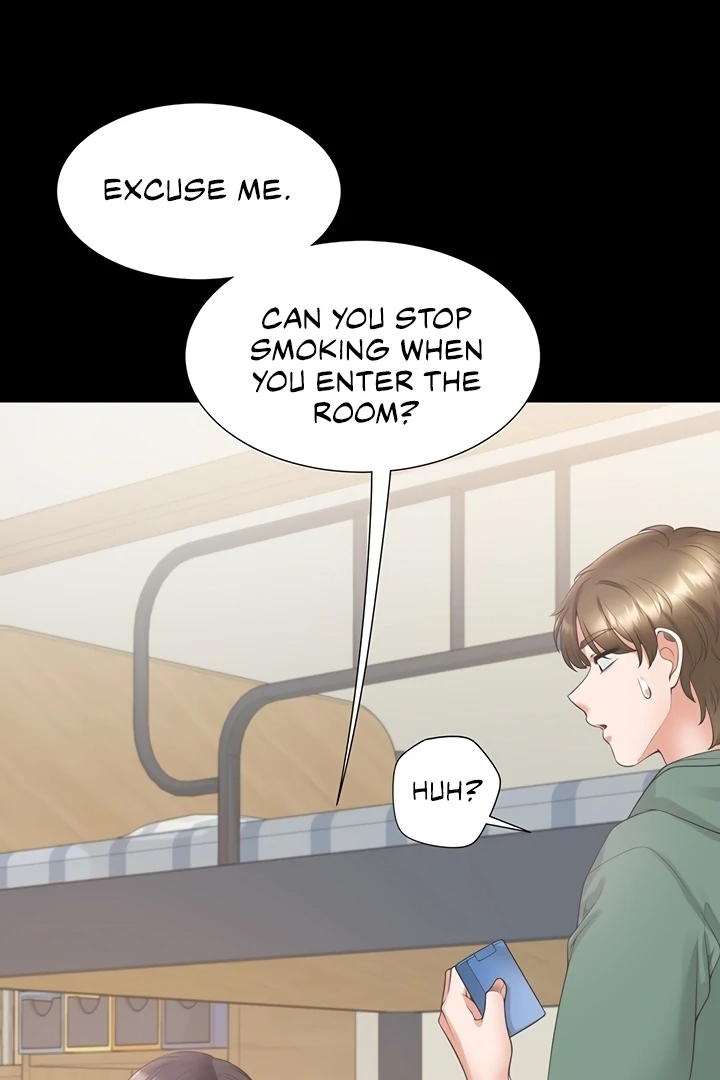 EXCUSE ME.
CAN YOU STOP
SMOKING WHEN
YOU ENTER THE
ROOM?
HUH?